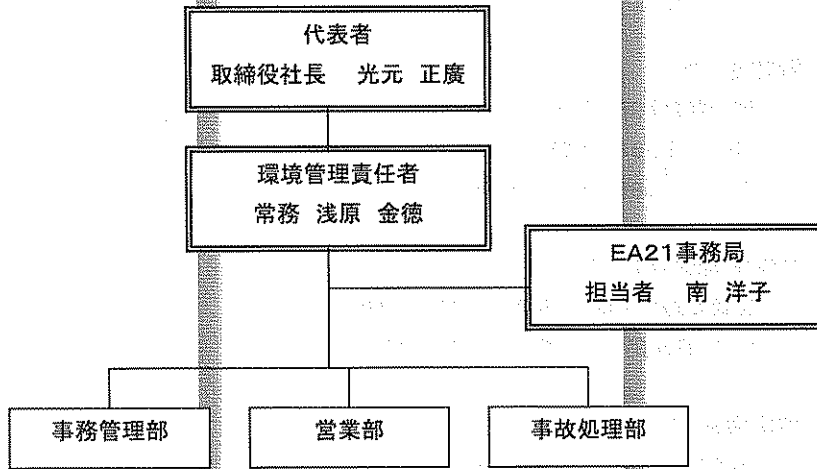 代表者
取締役社長 光元 正廣
環境管理責任者
常務 浅原 金徳
EA21事務局
担当者 南 洋子
事務管理部
営業部
事故処理部